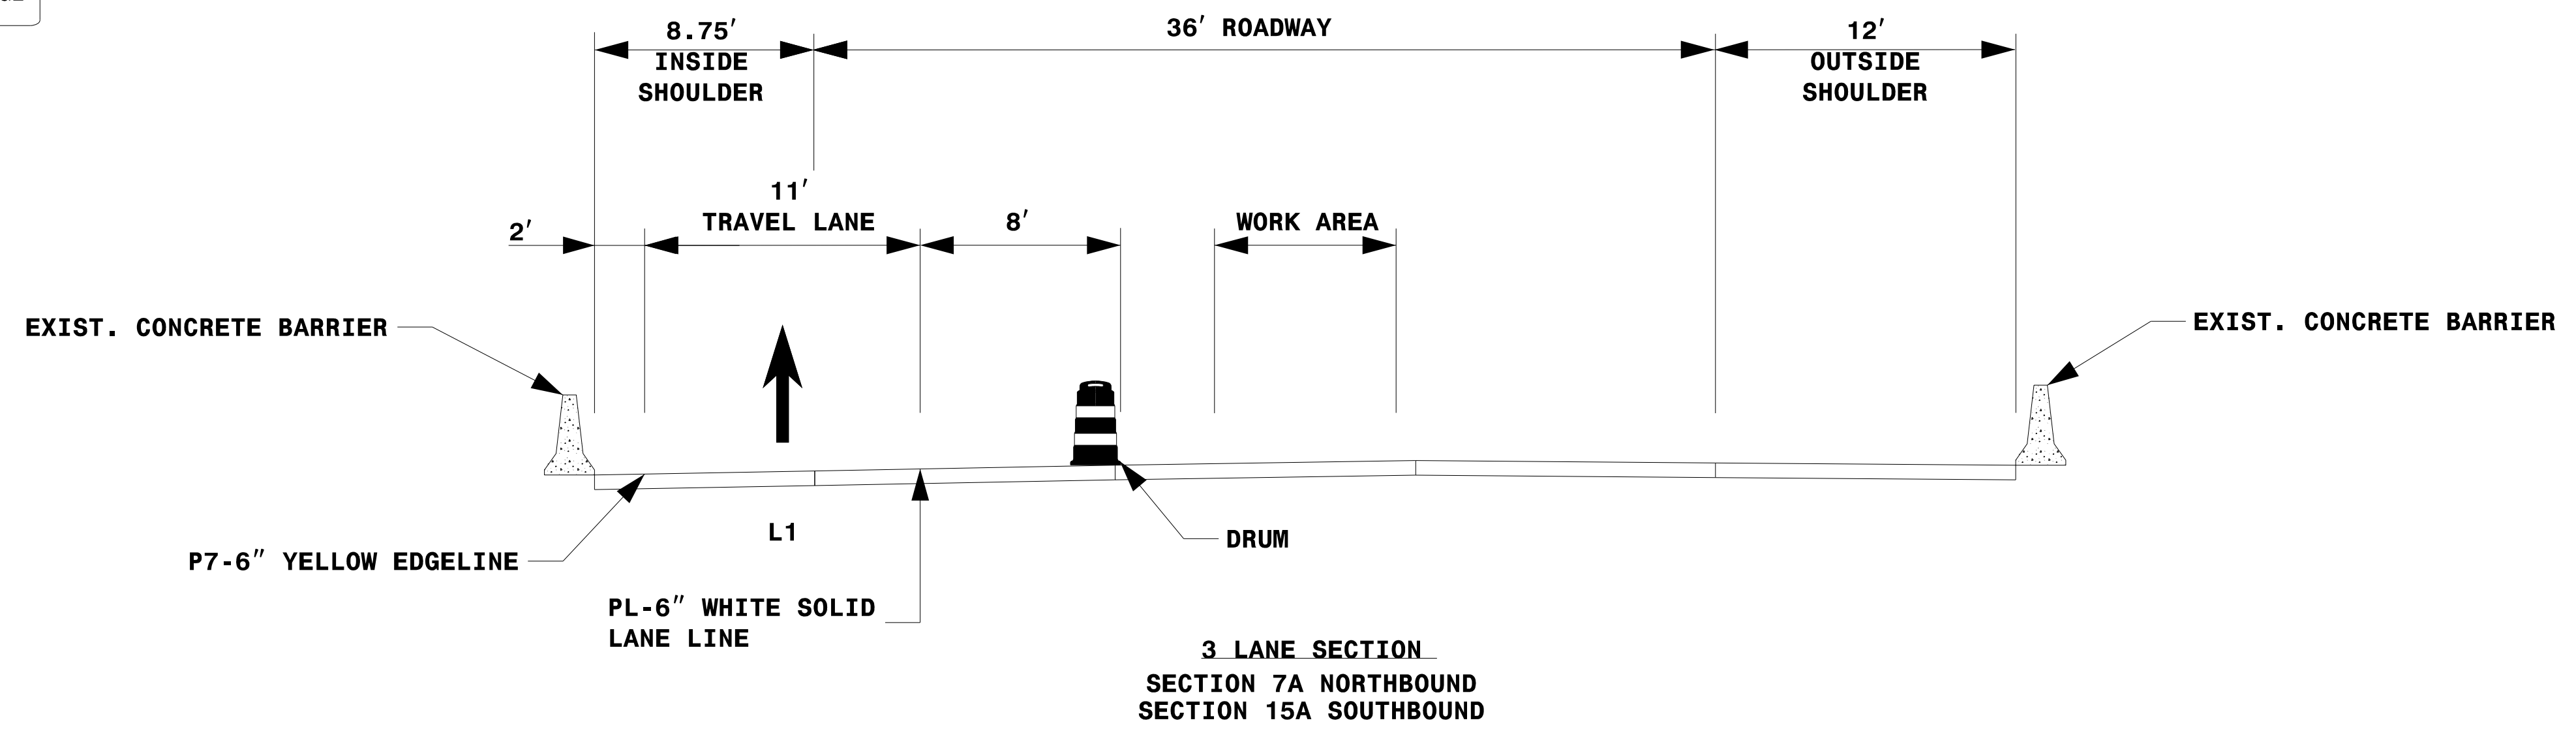 8.75′
INSIDE
SHOULDER
36′ ROADWAY
12′
OUTSIDE
SHOULDER
2′
11′
TRAVEL LANE
8′
WORK AREA
EXIST. CONCRETE BARRIER
EXIST. CONCRETE BARRIER
L1
DRUM
P7-6″ YELLOW EDGELINE
PL-6″ WHITE SOLID
LANE LINE
3 LANE SECTION
SECTION 7A NORTHBOUND
SECTION 15A SOUTHBOUND